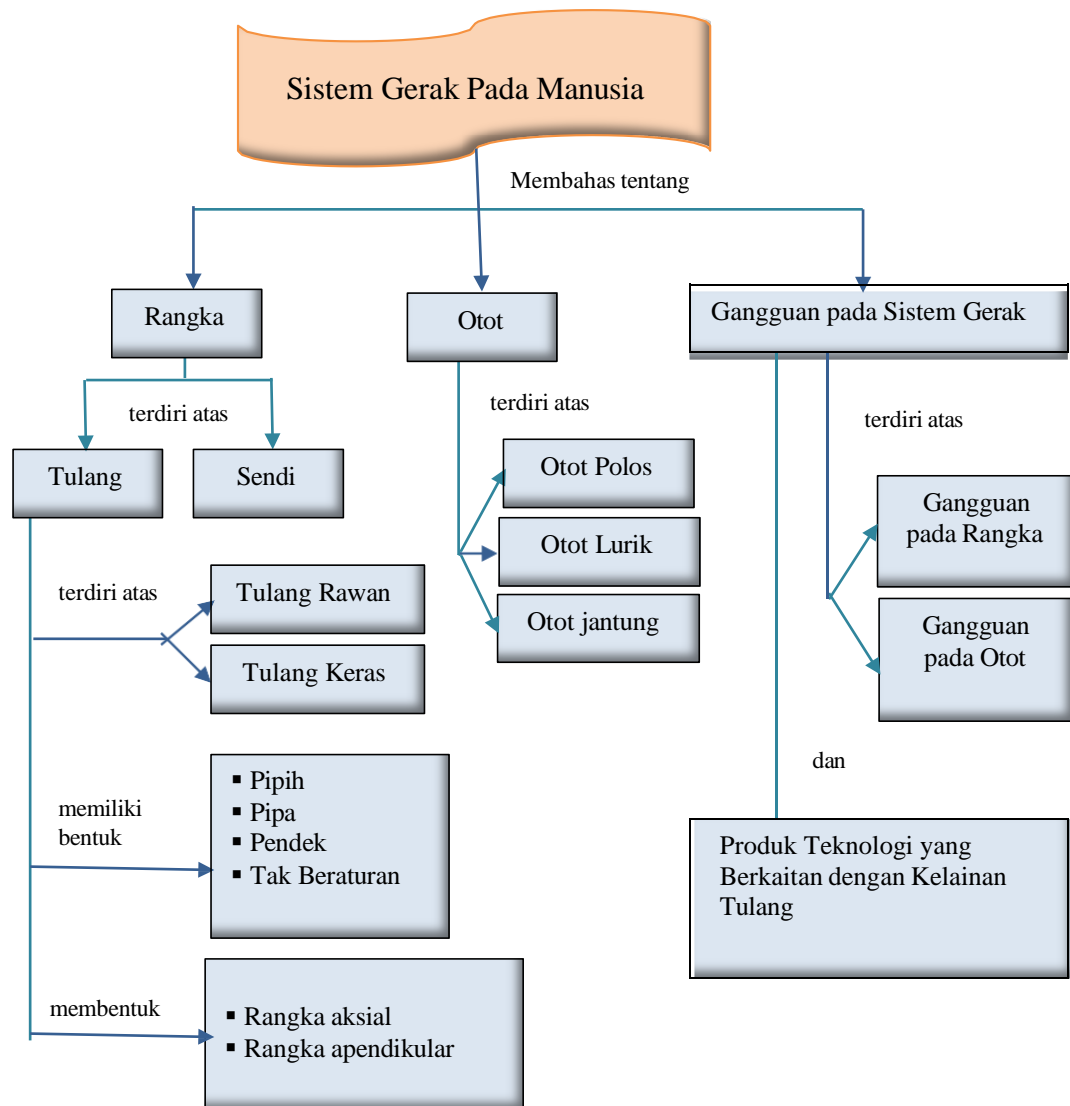 Sistem Gerak Pada Manusia
Membahas tentang
Rangka
Otot
Gangguan pada Sistem Gerak
terdiri atas
terdiri atas
terdiri atas
Tulang
Sendi
Otot Polos
Otot Lurik
Otot jantung
Gangguan
pada Rangka
Gangguan
pada Otot
terdiri atas
Tulang Rawan
Tulang Keras
memiliki
bentuk
▪ Pipih
▪ Pipa
▪ Pendek
▪ Tak Beraturan
dan
Produk Teknologi yang
Berkaitan dengan Kelainan
Tulang
membentuk
▪ Rangka aksial
▪ Rangka apendikular